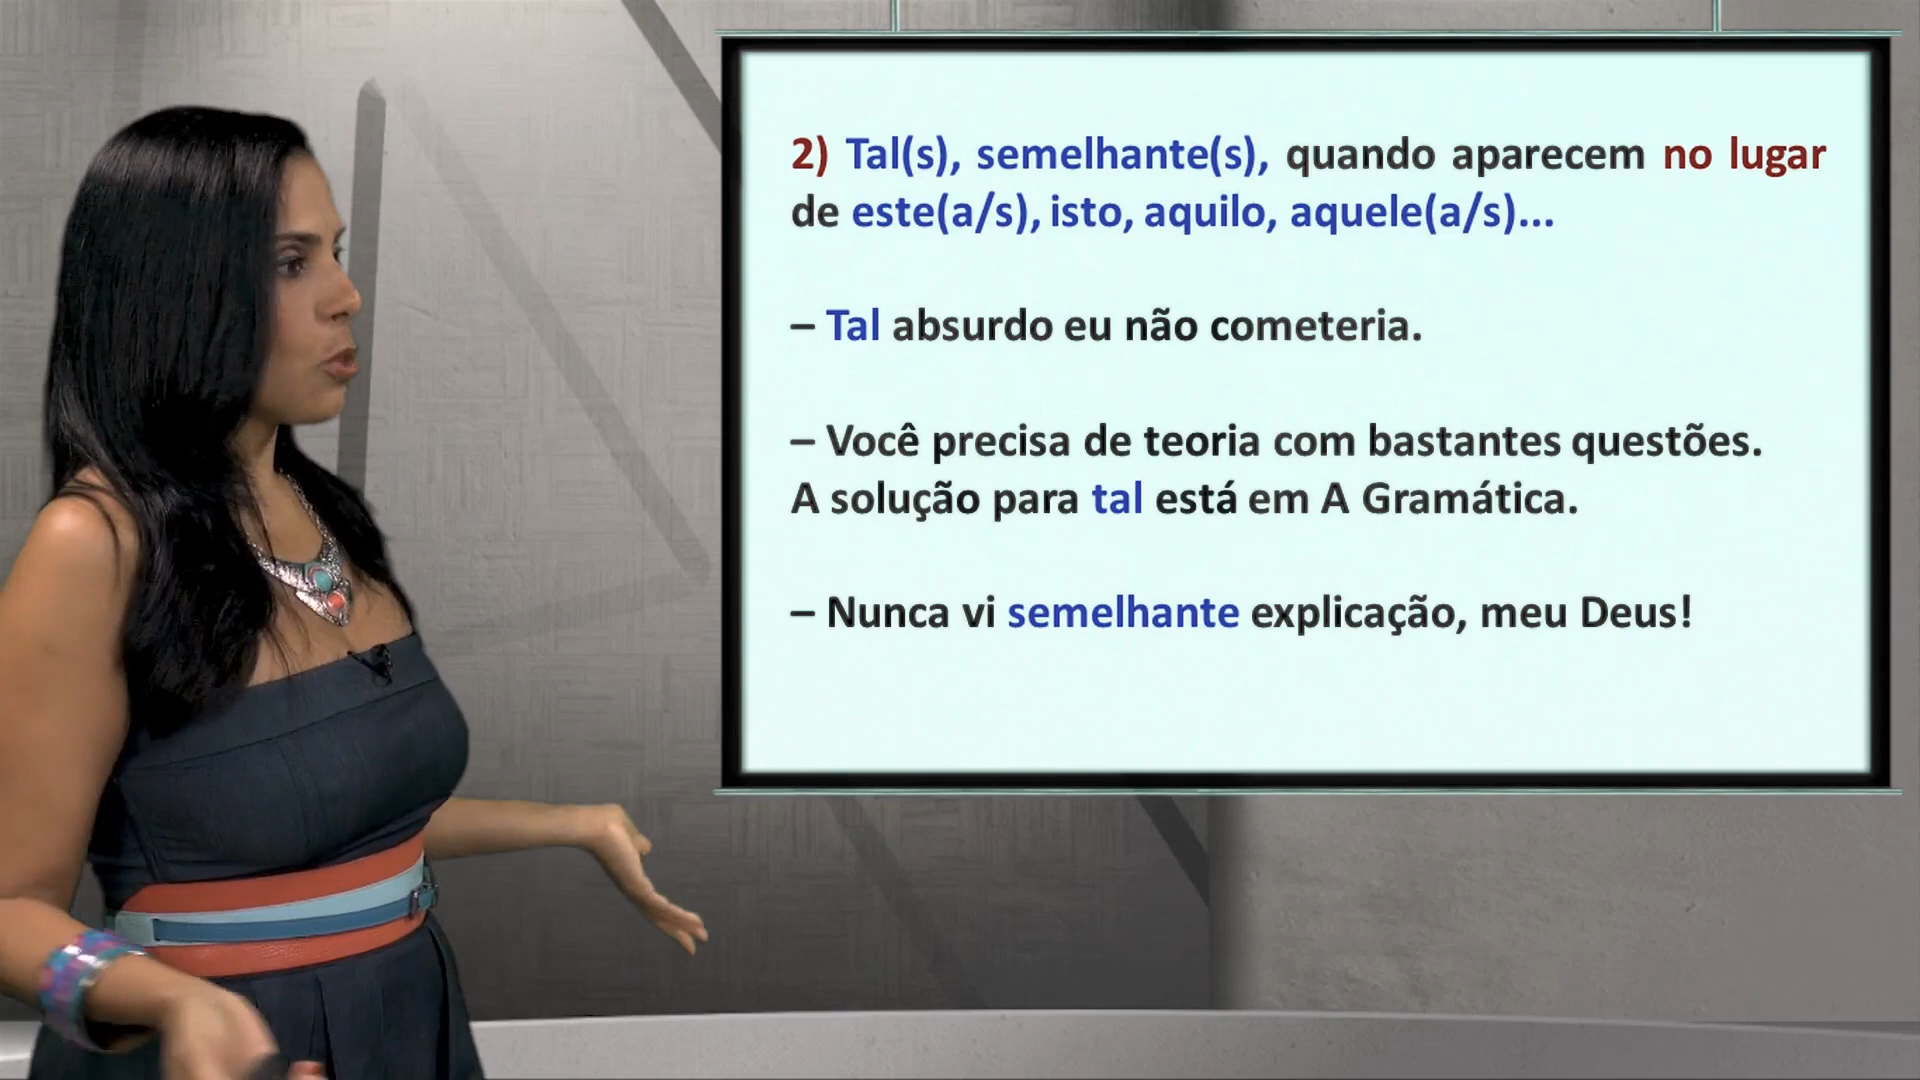 2) Tal(s), semelhante(s), quando aparecem no lugar
de este(a/s), isto, aquilo, aquele(a/s)...
– Tal absurdo eu não cometeria.
– Você precisa de teoria com bastantes questões.
A solução para tal está em A Gramática.
– Nunca vi semelhante explicação, meu Deus!